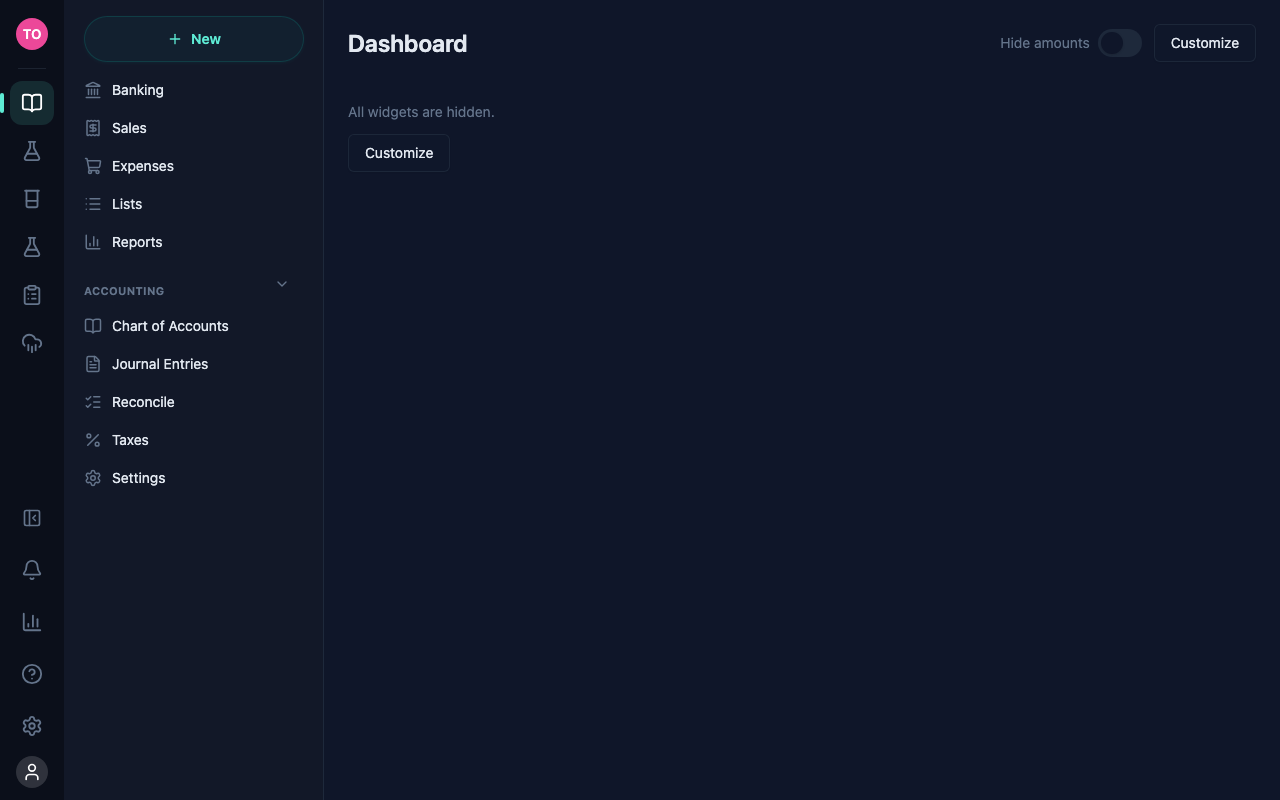 TO
New
Banking
Sales
Expenses
Lists
Reports
ACCOUNTING
Chart of Accounts
Journal Entries
Reconcile
Taxes
Settings
Dashboard
Hide amounts
Customize
All widgets are hidden.
Customize